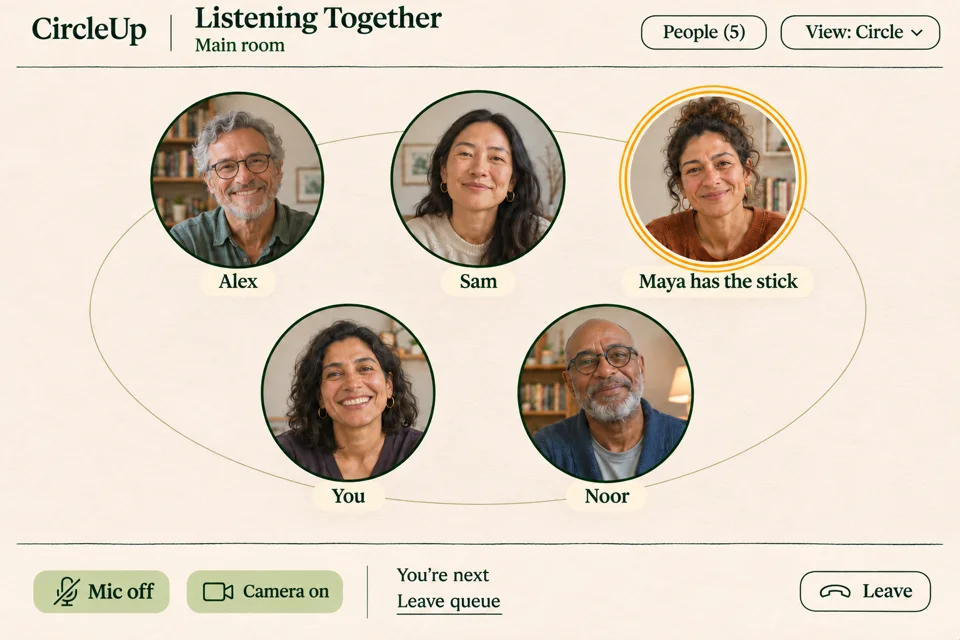 CircleUp
Listening Together
Main room
People (5)
View: Circle
Alex
Sam
Maya has the stick
You
Noor
Mic off
Camera on
You're next
Leave queue
Leave